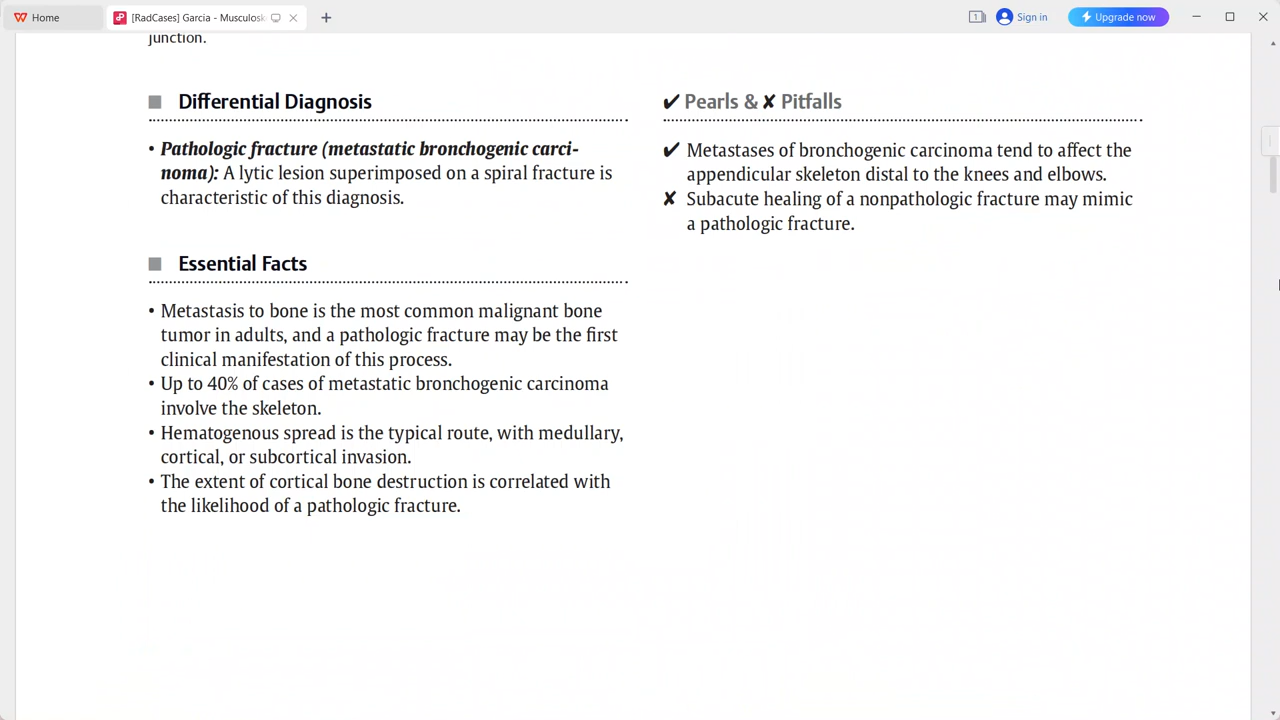 Home
[RadCases] Garcia - Musculosk
1
Sign in
Upgrade now
junction.
Differential Diagnosis
• Pathologic fracture (metastatic bronchogenic carci-
noma): A lytic lesion superimposed on a spiral fracture is
characteristic of this diagnosis.
Essential Facts
• Metastasis to bone is the most common malignant bone
tumor in adults, and a pathologic fracture may be the first
clinical manifestation of this process.
• Up to 40% of cases of metastatic bronchogenic carcinoma
involve the skeleton.
• Hematogenous spread is the typical route, with medullary,
cortical, or subcortical invasion.
• The extent of cortical bone destruction is correlated with
the likelihood of a pathologic fracture.
✔ Pearls & ✘ Pitfalls
✔ Metastases of bronchogenic carcinoma tend to affect the
appendicular skeleton distal to the knees and elbows.
✘ Subacute healing of a nonpathologic fracture may mimic
a pathologic fracture.